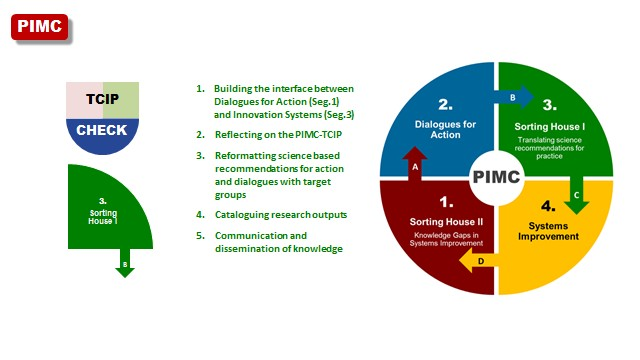 PIMC
TCIP
CHECK
3.
Sorting
House I
B
1. Building the interface between
Dialogues for Action (Seg.1)
and Innovation Systems (Seg.3)
2. Reflecting on the PIMC-TCIP
3. Reformatting science based
recommendations for action
and dialogues with target
groups
4. Cataloguing research outputs
5. Communication and
dissemination of knowledge
2.
Dialogues for
Action
B
3.
Sorting House I
Translating science
recommendations for
practice
A
PIMC
C
1.
Sorting House II
Knowledge Gaps in
Systems Improvement
4.
Systems
Improvement
D